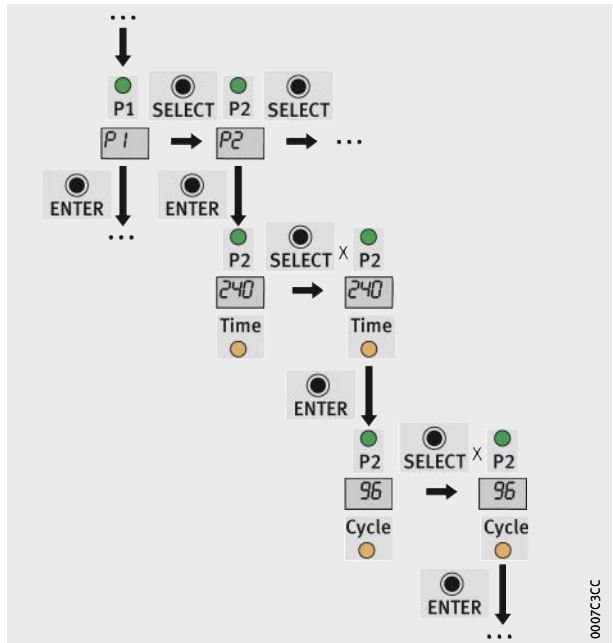 ...
P1 SELECT P2 SELECT
P1 P2 ...
ENTER ENTER
...
P2 SELECT X P2
240 240
Time Time
ENTER
P2 SELECT X P2
96 96
Cycle Cycle
ENTER
...
0007C3CC